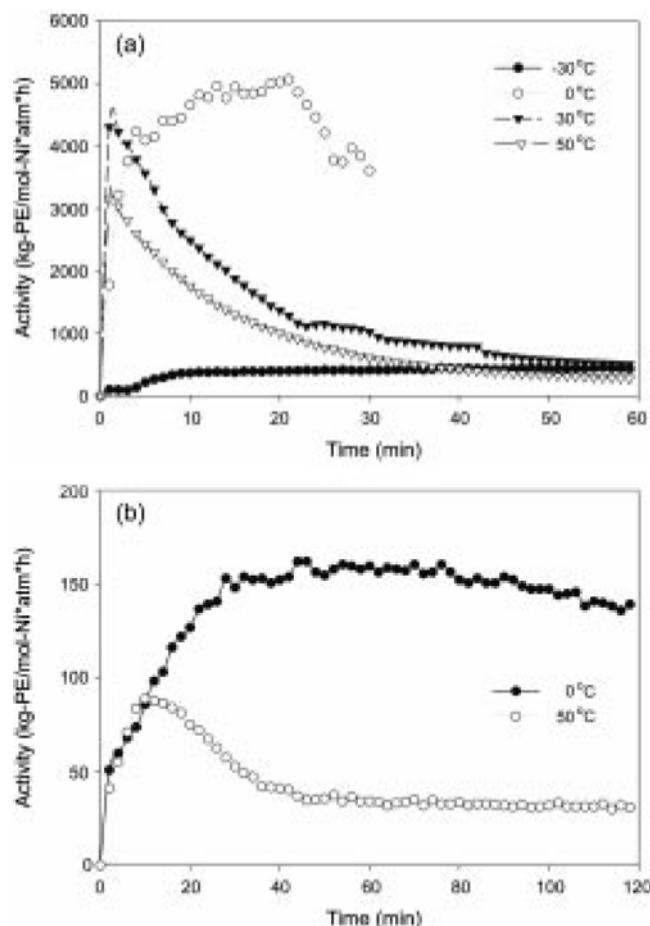 (a)
Activity (kg-PE/mol-Ni*atm*h)
6000
5000
4000
3000
2000
1000
0
-30°C
0°C
30°C
50°C
0 10 20 30 40 50 60
Time (min)
(b)
Activity (kg-PE/mol-Ni*atm*h)
200
150
100
50
0
0°C
50°C
0 20 40 60 80 100 120
Time (min)